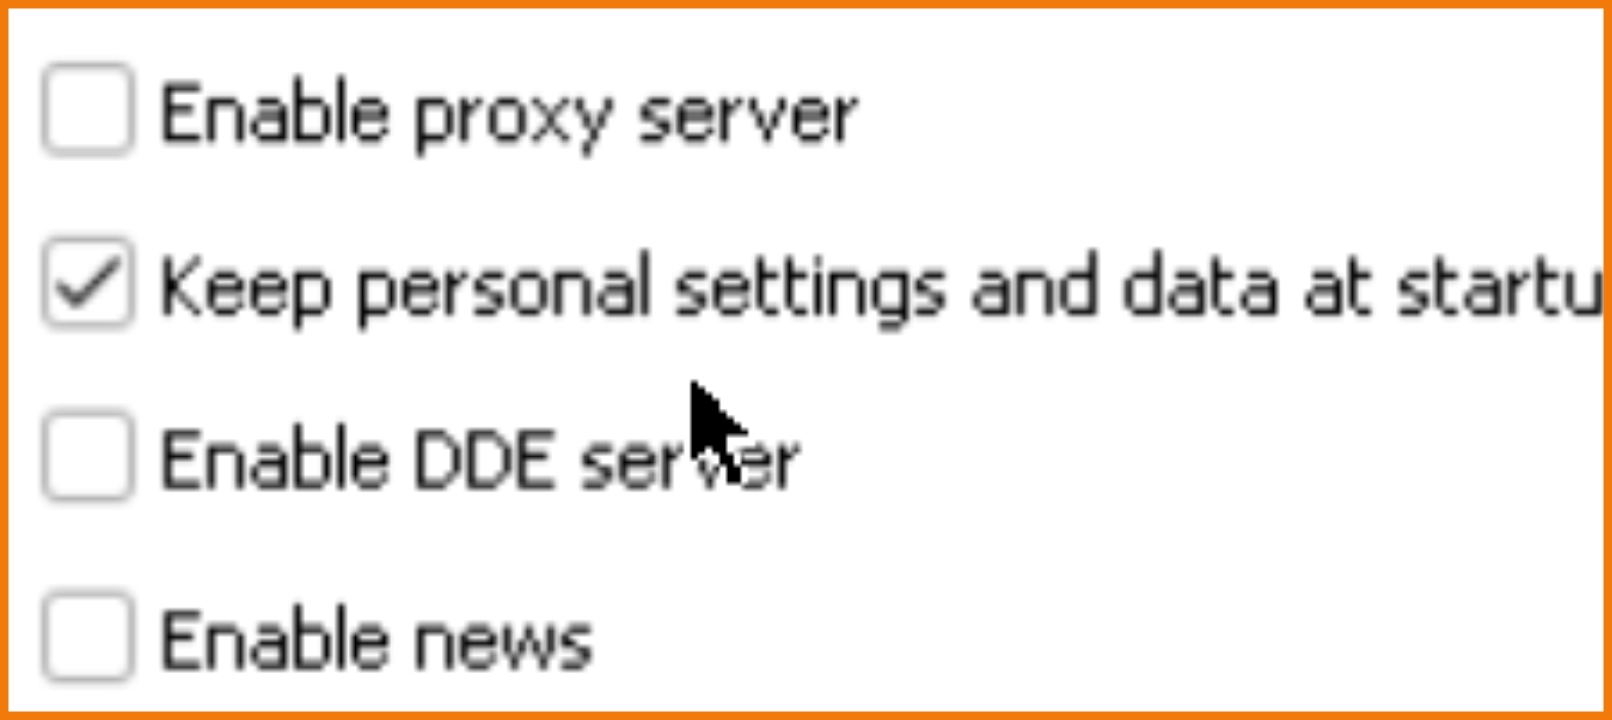 Enable proxy server
Keep personal settings and data at startu
Enable DDE server
Enable news